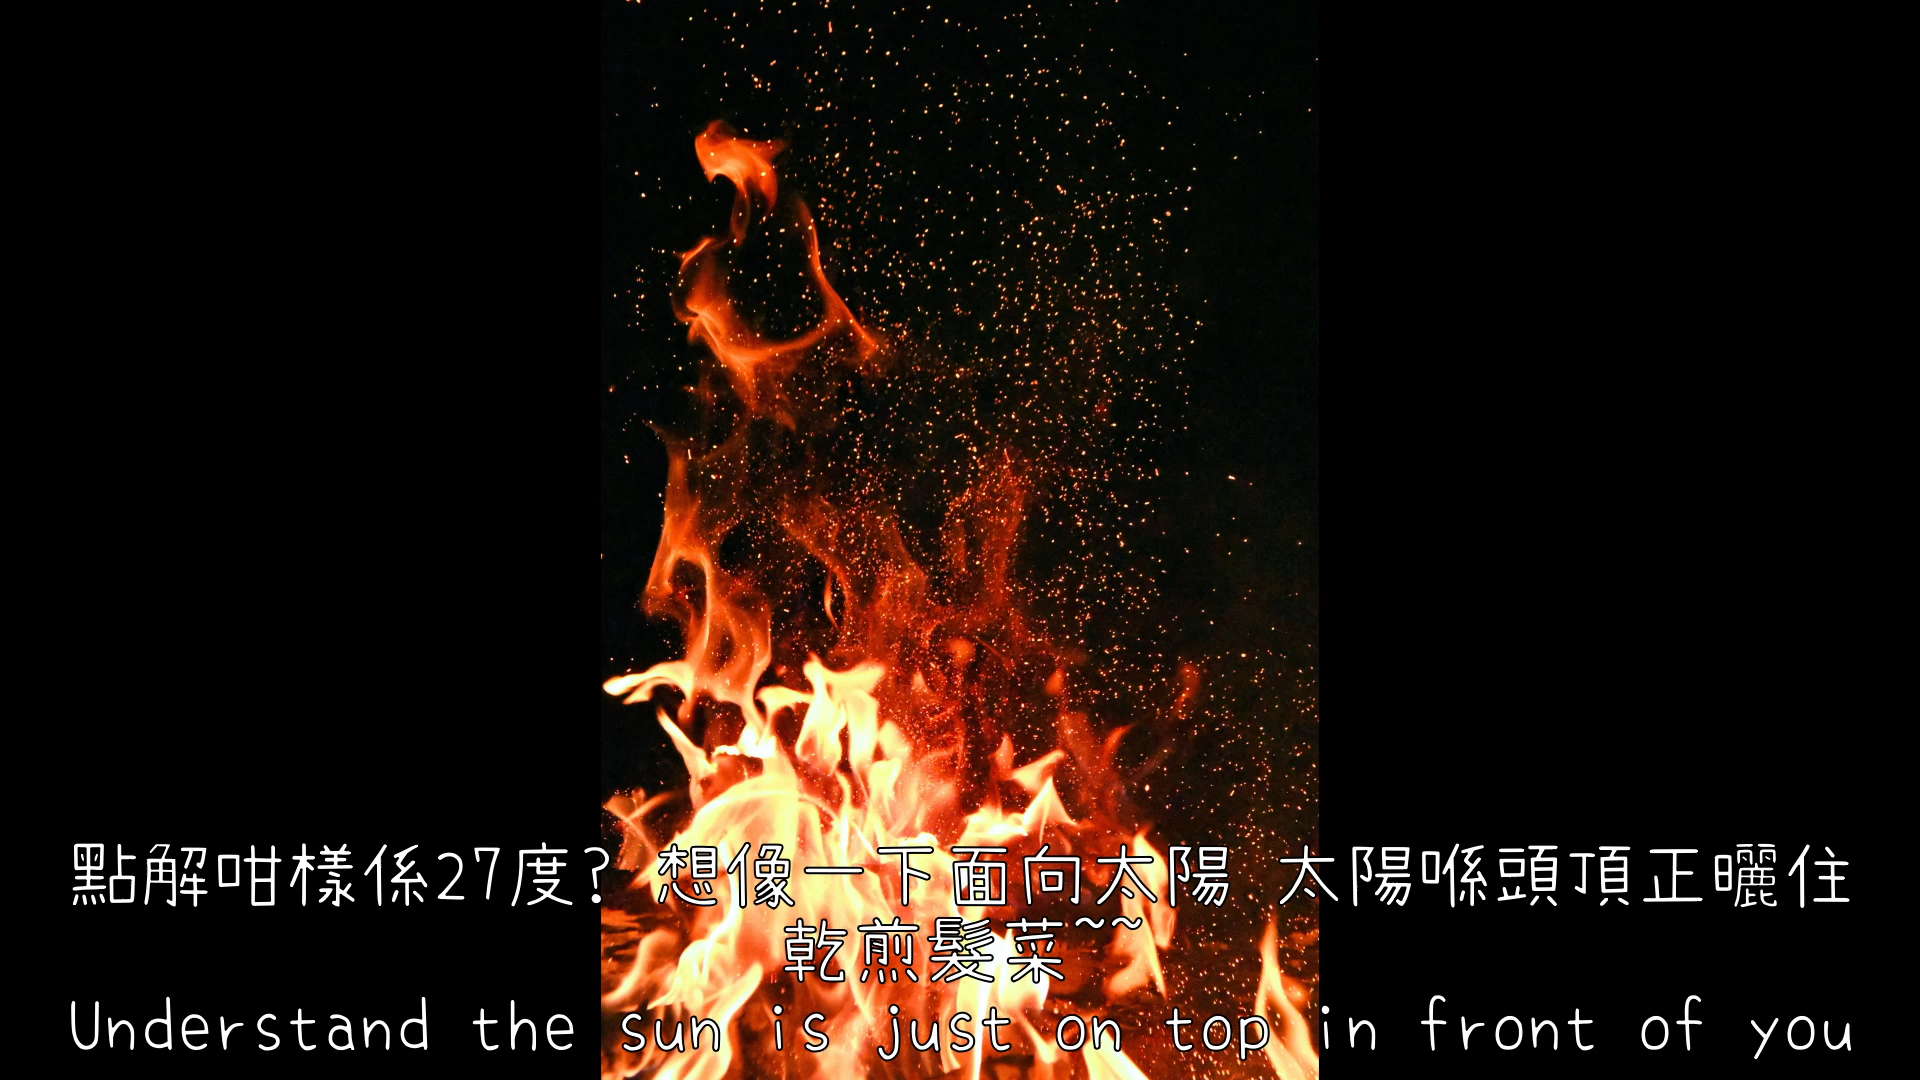 點解咁樣係27度? 想像一下面向太陽 太陽喺頭頂正曬住
乾煎髮菜~~
Understand the sun is just on top in front of you